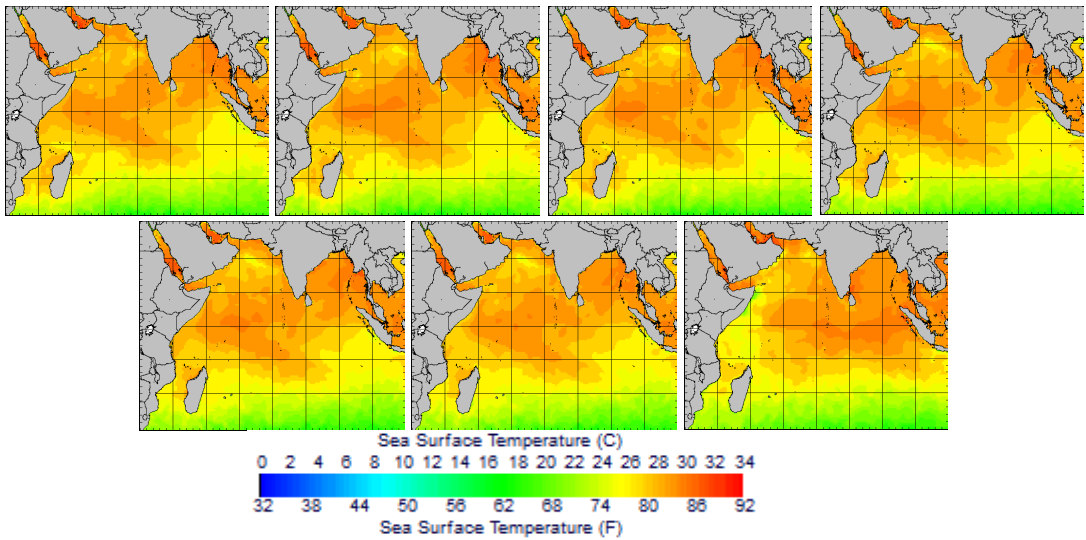 Sea Surface Temperature (C)
0 2 4 6 8 10 12 14 16 18 20 22 24 26 28 30 32 34
32 38 44 50 56 62 68 74 80 86 92
Sea Surface Temperature (F)